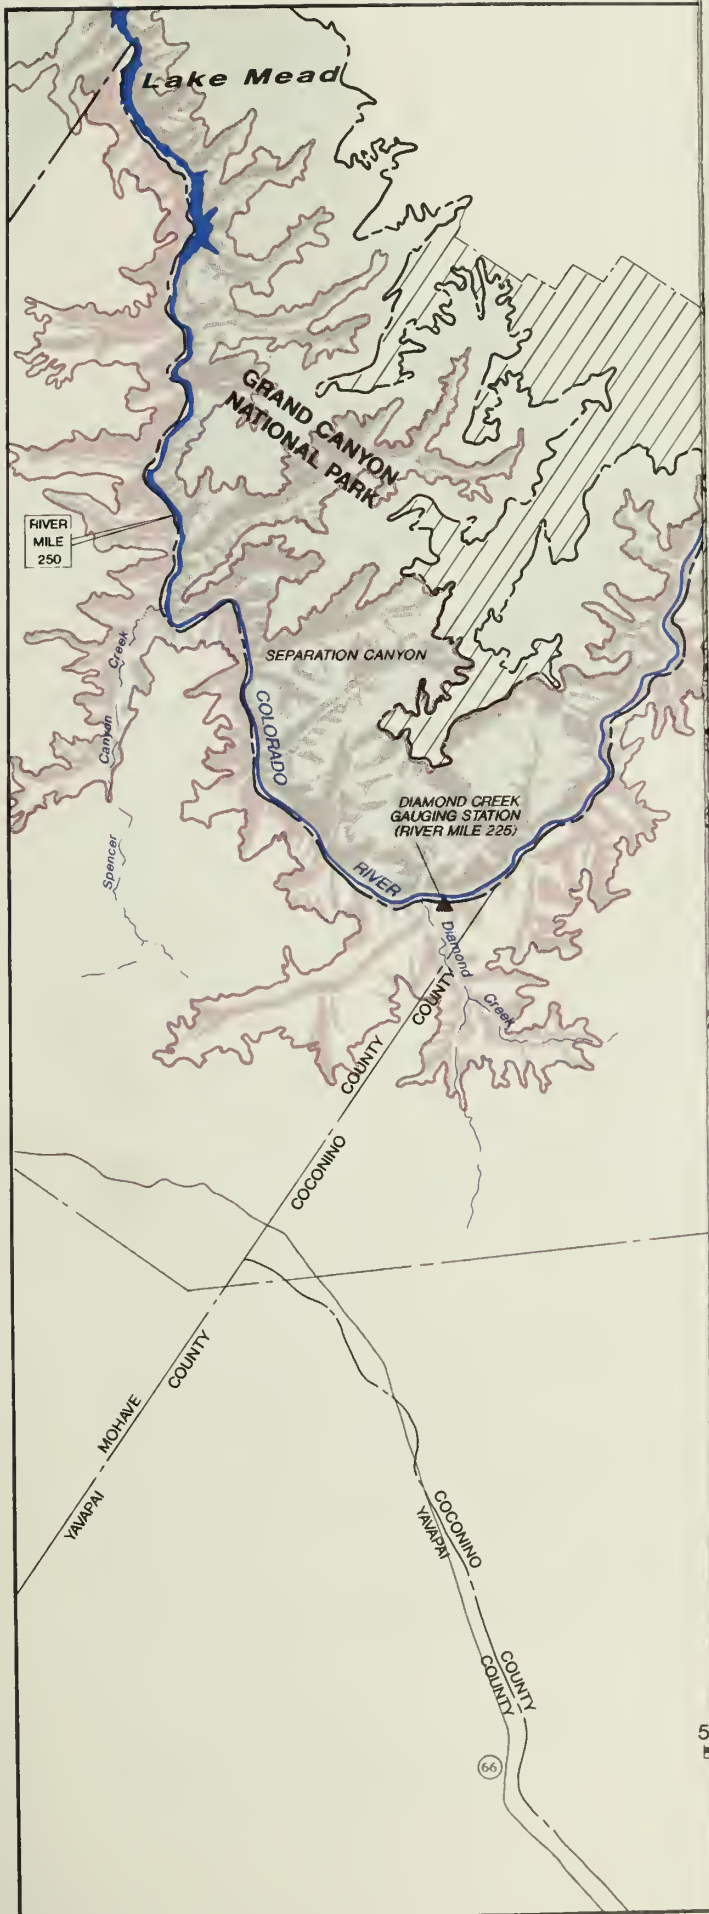 Lake Mead
GRAND CANYON
NATIONAL PARK
RIVER
MILE
250
SEPARATION CANYON
COLORADO
RIVER
Spencer
Canyon
Creek
DIAMOND CREEK
GAUGING STATION
(RIVER MILE 225)
Diamond
Creek
COUNTY
COUNTY
COCONINO
COUNTY
MOHAVE
YAVAPAI
COCONINO
YAVAPAI
COUNTY
COUNTY
66
5